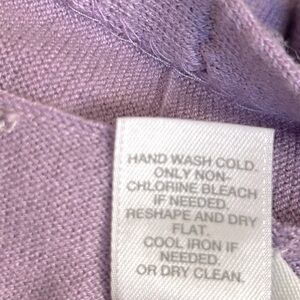 HAND WASH COLD.
ONLY NON-
CHLORINE BLEACH
IF NEEDED.
RESHAPE AND DRY
FLAT.
COOL IRON IF
NEEDED.
OR DRY CLEAN.